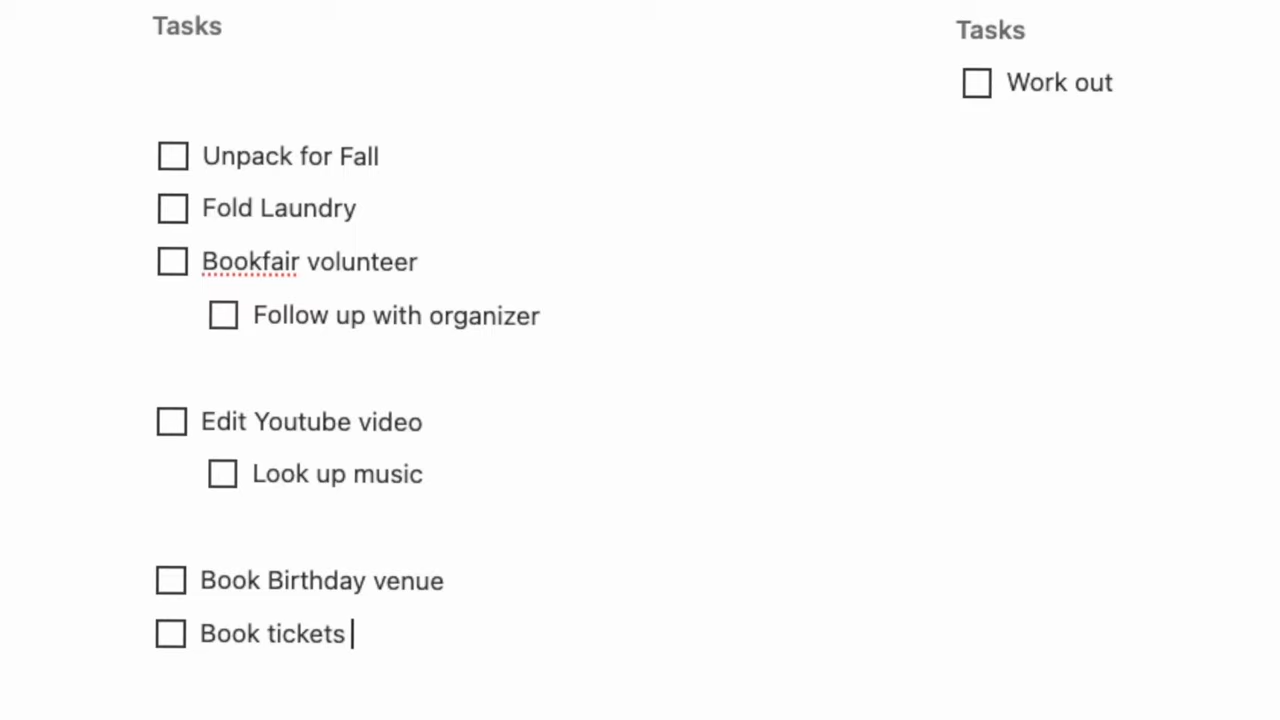 Tasks
Unpack for Fall
Fold Laundry
Bookfair volunteer
Follow up with organizer
Edit Youtube video
Look up music
Book Birthday venue
Book tickets
Tasks
Work out